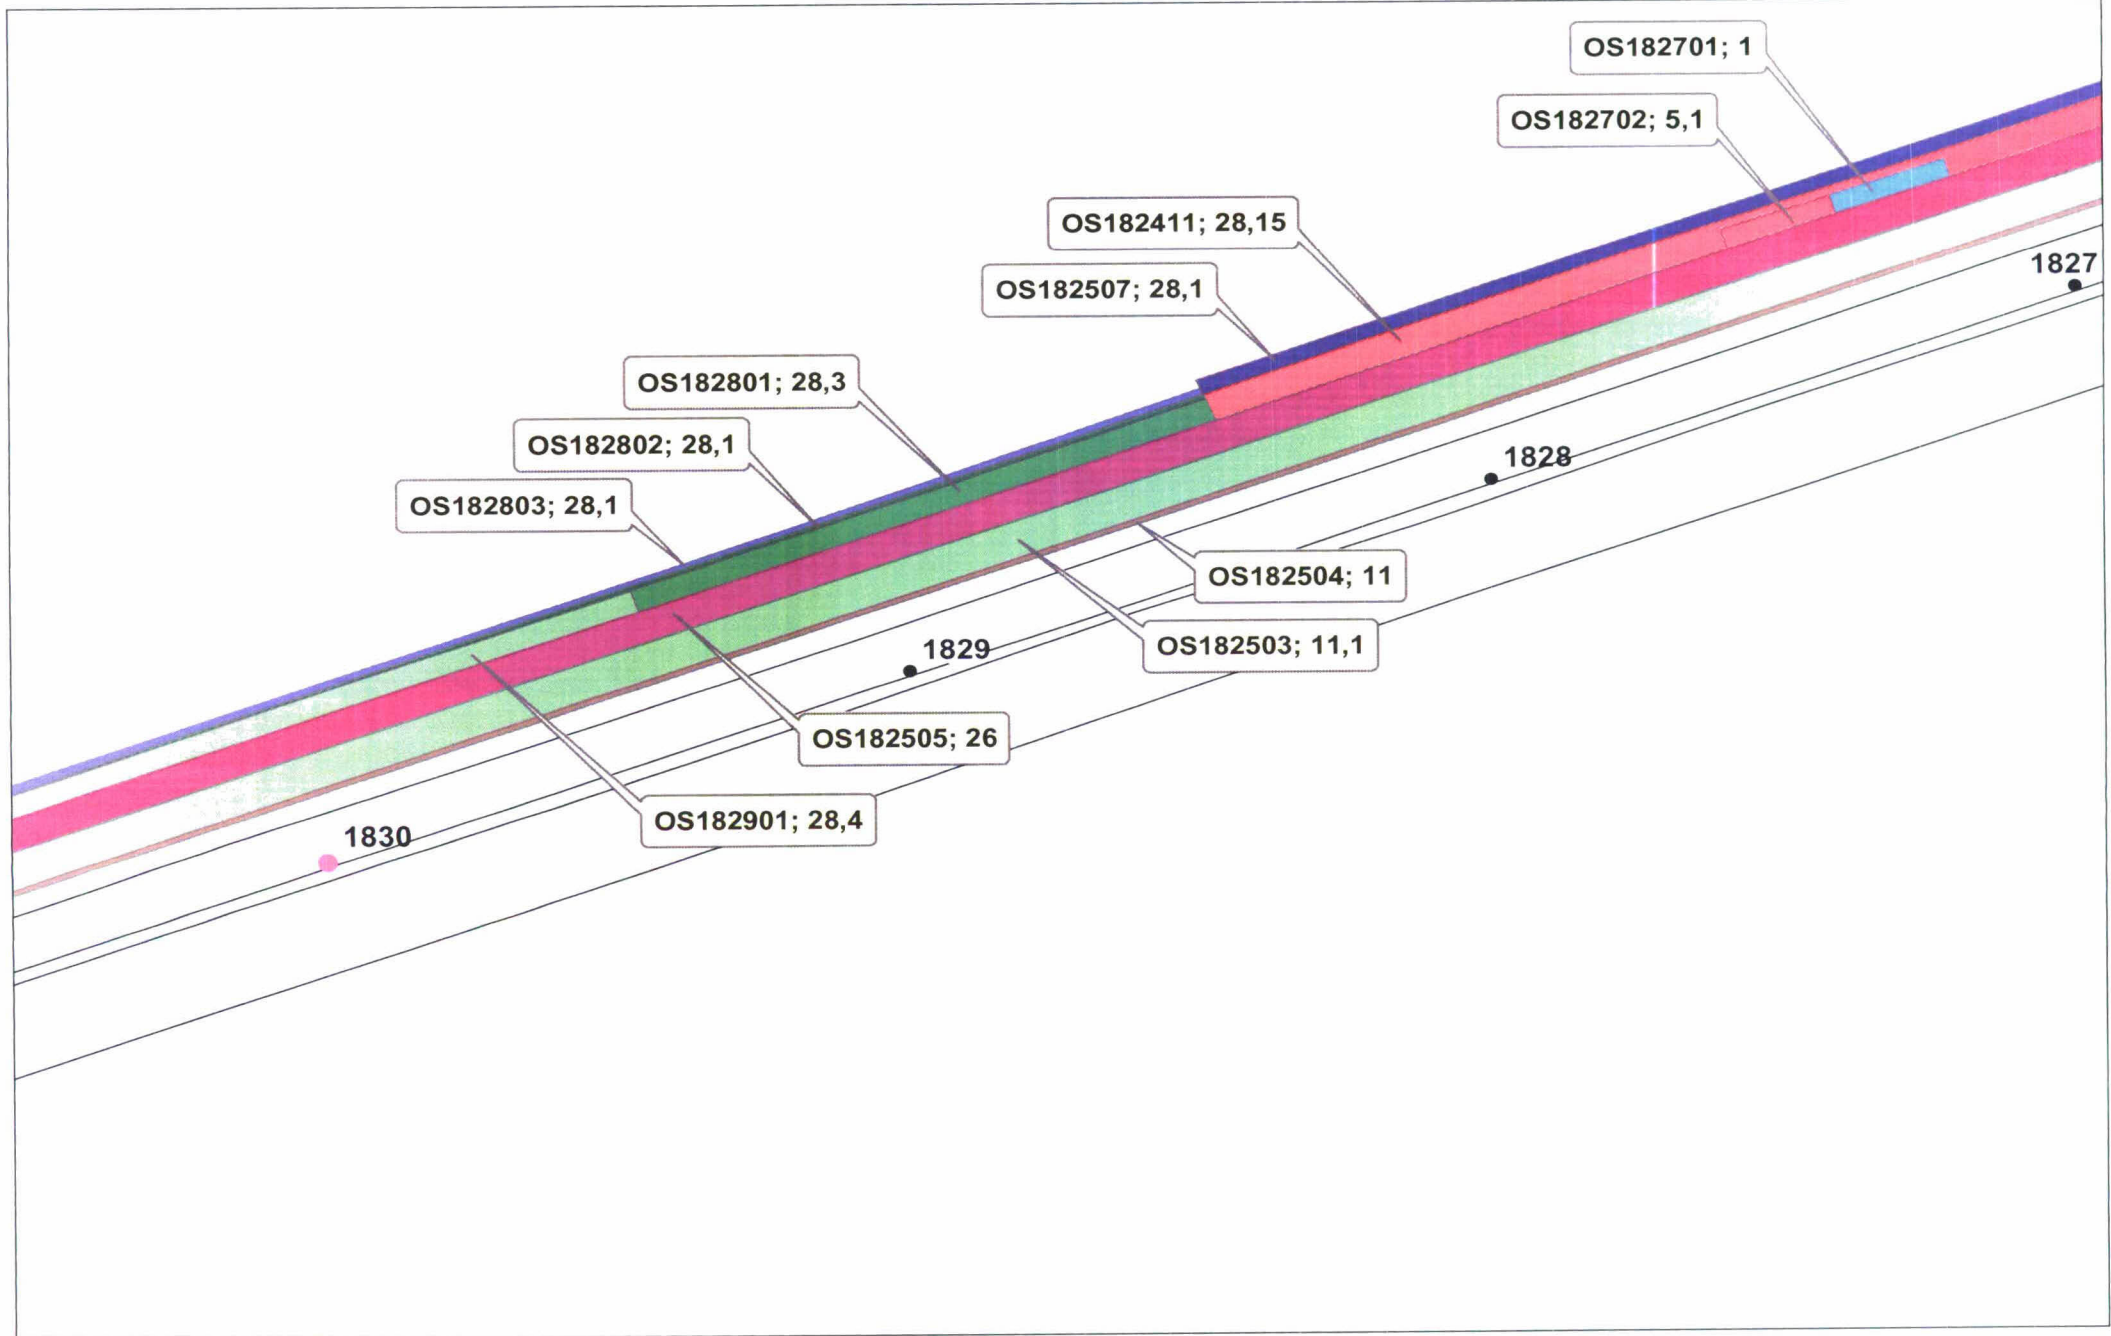 OS182701; 1
OS182702; 5,1
OS182411; 28,15
OS182507; 28,1
1827
OS182801; 28,3
OS182802; 28,1
1828
OS182803; 28,1
OS182504; 11
OS182503; 11,1
1829
OS182505; 26
OS182901; 28,4
1830